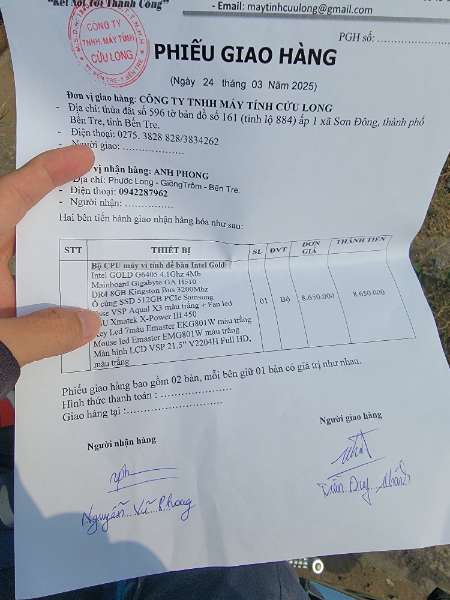 "Kết Nối Tới Thành Công"
- Email: maytinhcuulong@gmail.com
CÔNG TY
TNHH MÁY TÍNH
CỬU LONG
PGH số: ............
PHIẾU GIAO HÀNG
(Ngày 24 tháng 03 Năm 2025)
Đơn vị giao hàng: CÔNG TY TNHH MÁY TÍNH CỬU LONG
- Địa chỉ: thửa đất số 596 tờ bản đồ số 161 (tỉnh lộ 884) ấp 1 xã Sơn Đông, thành phố
Bến Tre, tỉnh Bến Tre.
- Điện thoại: 0275. 3828.828/3834262
- Người giao: ....................
vị nhận hàng: ANH PHONG
Địa chỉ: Phước Long - Giồng Trôm - Bến Tre.
- Điện thoại: 0942287962
- Người nhận: ...............
Hai bên tiến hành giao nhận hàng hóa như sau:
STT THIẾT BỊ SL ĐVT ĐƠN GIÁ THÀNH TIỀN
Bộ CPU máy vi tính để bàn Intel Gold
Intel GOLD G6405 4.1Ghz 4Mb
Mainboard Gigabyte GA H510
DR4 8GB Kingston Bus 3200Mhz
Ổ cứng SSD 512GB PCIe Samsung
VSP Aqual X3 màu trắng + Fan led
Xmatek X-Power III 450
Key Led 7màu Emaster EKG801W màu trắng
Mouse led Emaster EMG801W màu trắng
Màn hình LCD VSP 21.5" V2204H Full HD,
màu trắng
01 Bộ 8.650.000 8.650.000
Phiếu giao hàng bao gồm 02 bản, mỗi bên giữ 01 bản có giá trị như nhau.
Hình thức thanh toán : ....................
Giao hàng tại : ....................
Người nhận hàng
Người giao hàng
Nguyễn Vũ Phong
Duy